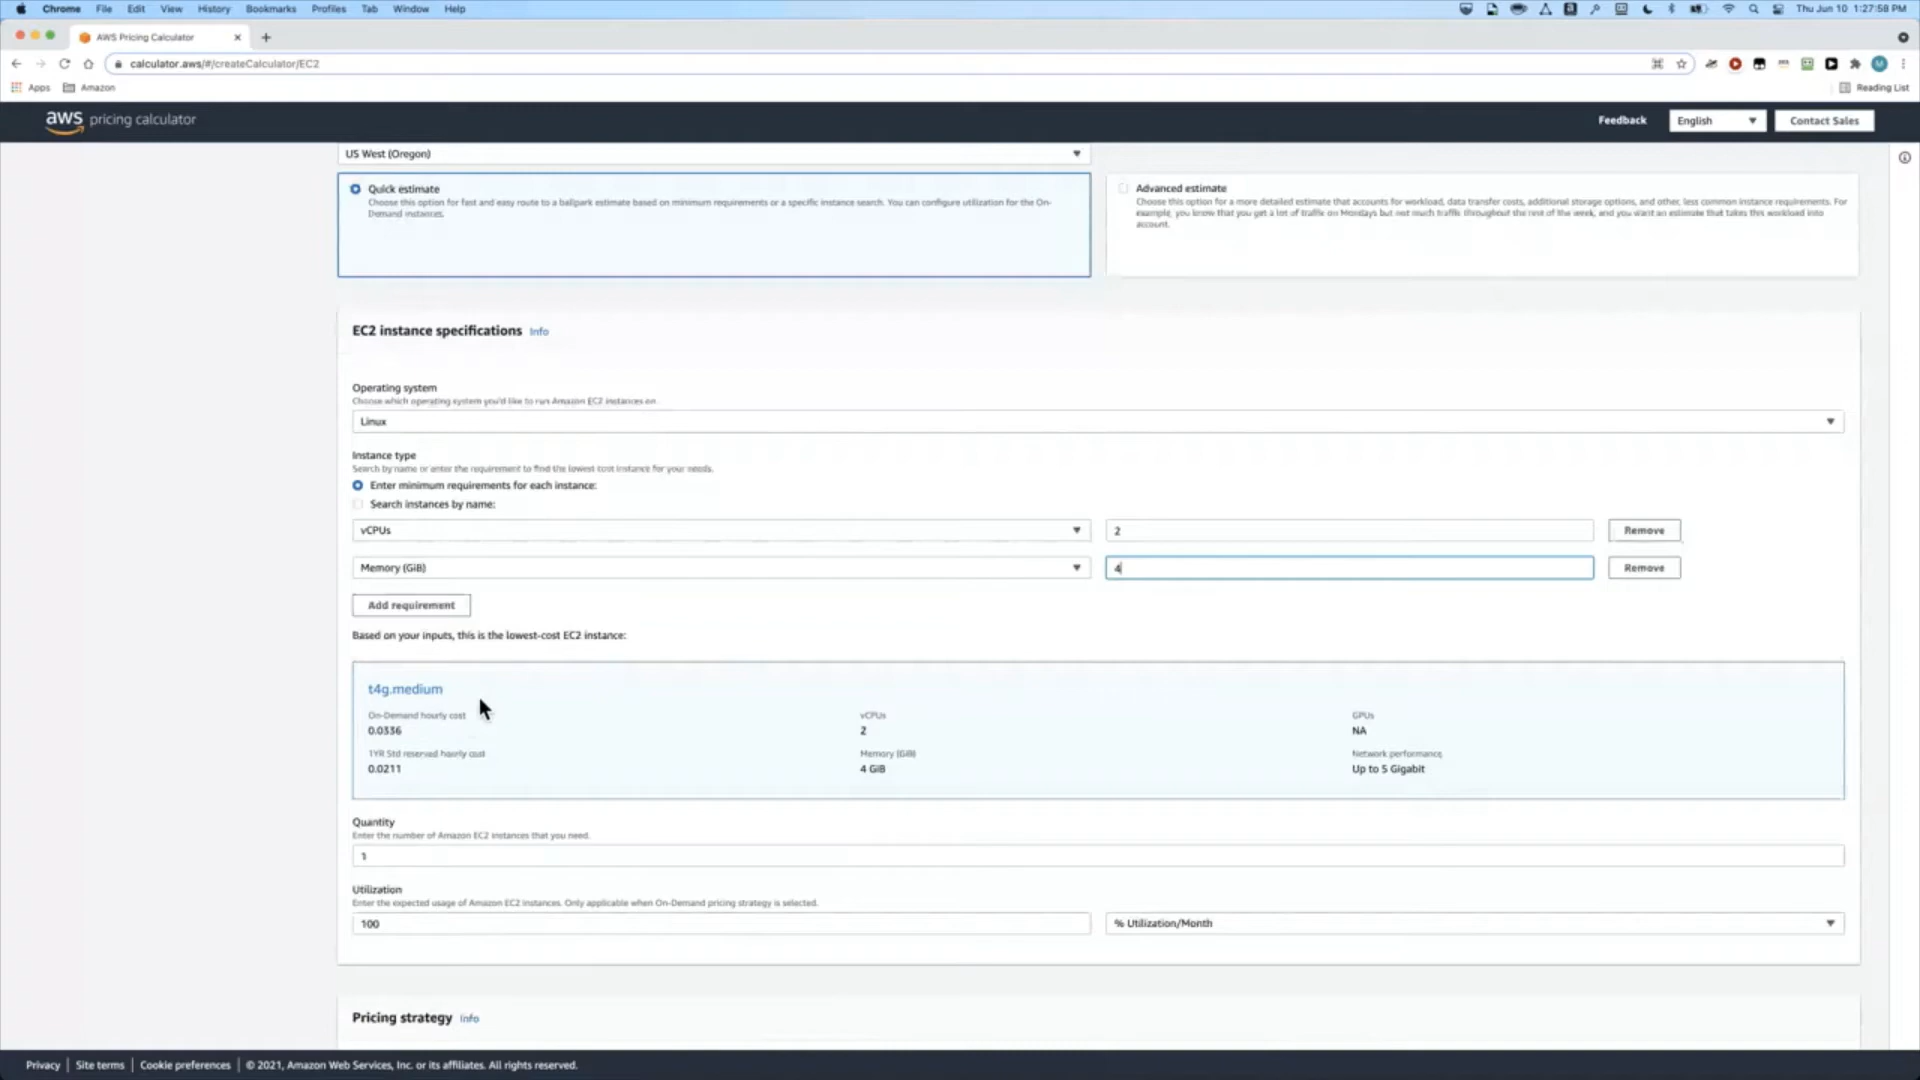 Chrome File Edit View History Bookmarks Profiles Tab Window Help
Thu Jun 10 1:27:58 PM
AWS Pricing Calculator
calculator.aws/#/createCalculator/EC2
Apps Amazon
Reading List
aws pricing calculator
Feedback English Contact Sales
US West (Oregon)
Quick estimate
Choose this option for fast and easy route to a ballpark estimate based on minimum requirements or a specific instance search. You can configure utilization for the On-
Demand instances.
Advanced estimate
Choose this option for a more detailed estimate that accounts for workload, data transfer costs, additional storage options, and other, less common instance requirements. For
example, you know that you get a lot of traffic on Mondays but not much traffic throughout the rest of the week, and you want an estimate that takes this workload into
account.
EC2 instance specifications Info
Operating system
Choose which operating system you'd like to run Amazon EC2 instances on.
Linux
Instance type
Search by name or enter the requirement to find the lowest cost instance for your needs.
Enter minimum requirements for each instance:
Search instances by name:
vCPUs 2 Remove
Memory (GiB) 4 Remove
Add requirement
Based on your inputs, this is the lowest-cost EC2 instance:
t4g.medium
On-Demand hourly cost vCPUs GPUs
0.0336 2 NA
1YR Std reserved hourly cost Memory (GiB) Network performance
0.0211 4 GiB Up to 5 Gigabit
Quantity
Enter the number of Amazon EC2 instances that you need.
1
Utilization
Enter the expected usage of Amazon EC2 instances. Only applicable when On-Demand pricing strategy is selected.
100 % Utilization/Month
Pricing strategy Info
Privacy | Site terms | Cookie preferences | © 2021, Amazon Web Services, Inc. or its affiliates. All rights reserved.